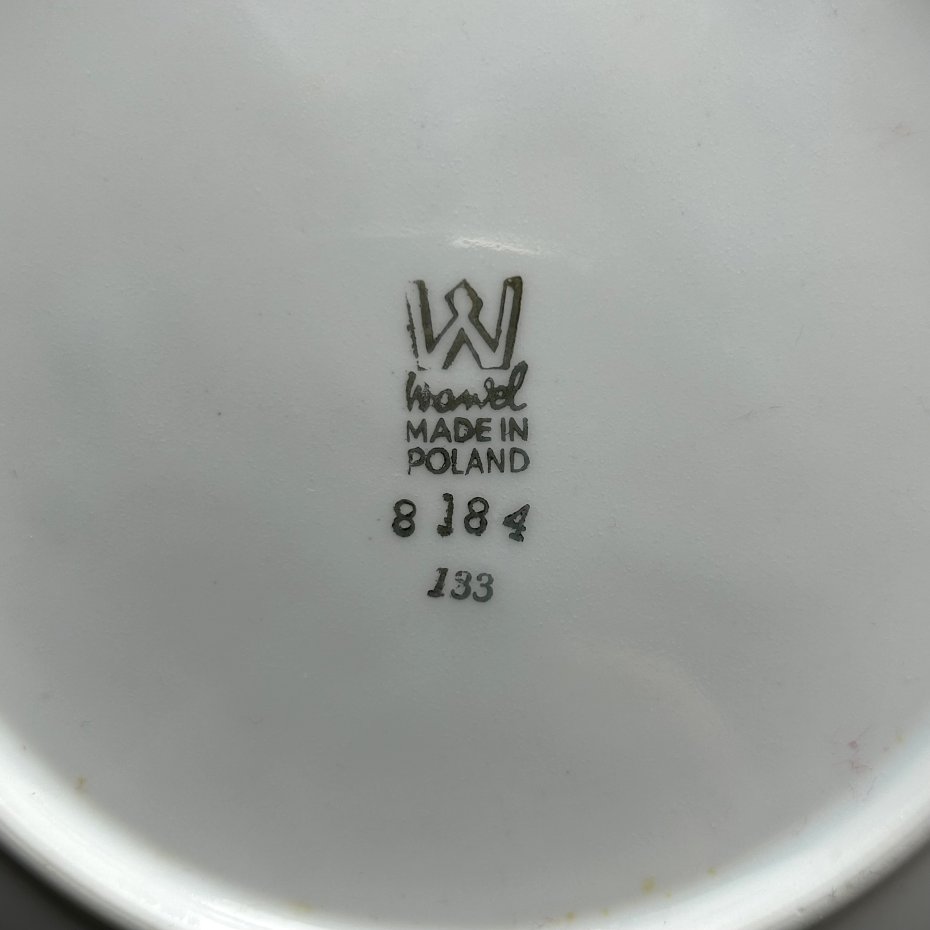 W
Wawel
MADE IN
POLAND
8 184
133